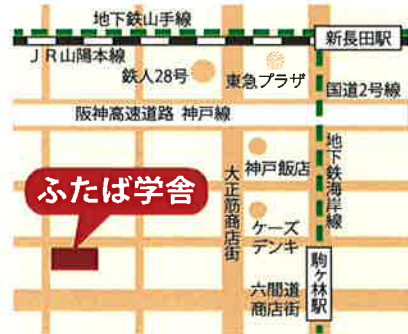 地下鉄山手線
新長田駅
JR山陽本線
鉄人28号
東急プラザ
国道2号線
阪神高速道路 神戸線
地下鉄海岸線
神戸飯店
大正筋商店街
ふたば学舎
ケーズ
デンキ
駒ヶ林駅
六間道
商店街